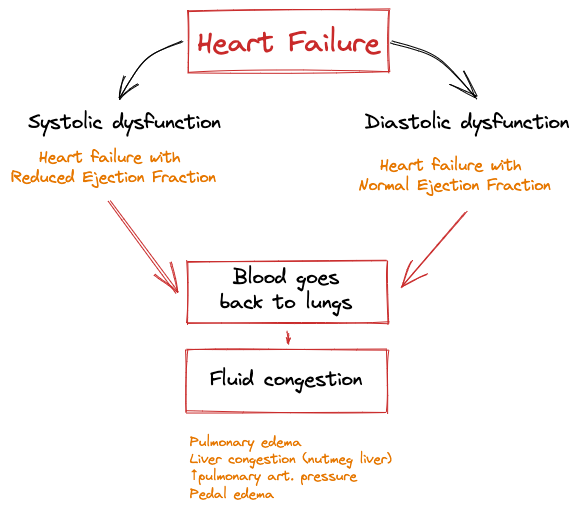 Heart Failure
Systolic dysfunction
Diastolic dysfunction
Heart failure with
Reduced Ejection Fraction
Heart failure with
Normal Ejection Fraction
Blood goes
back to lungs
Fluid congestion
Pulmonary edema
Liver congestion (nutmeg liver)
↑pulmonary art. pressure
Pedal edema